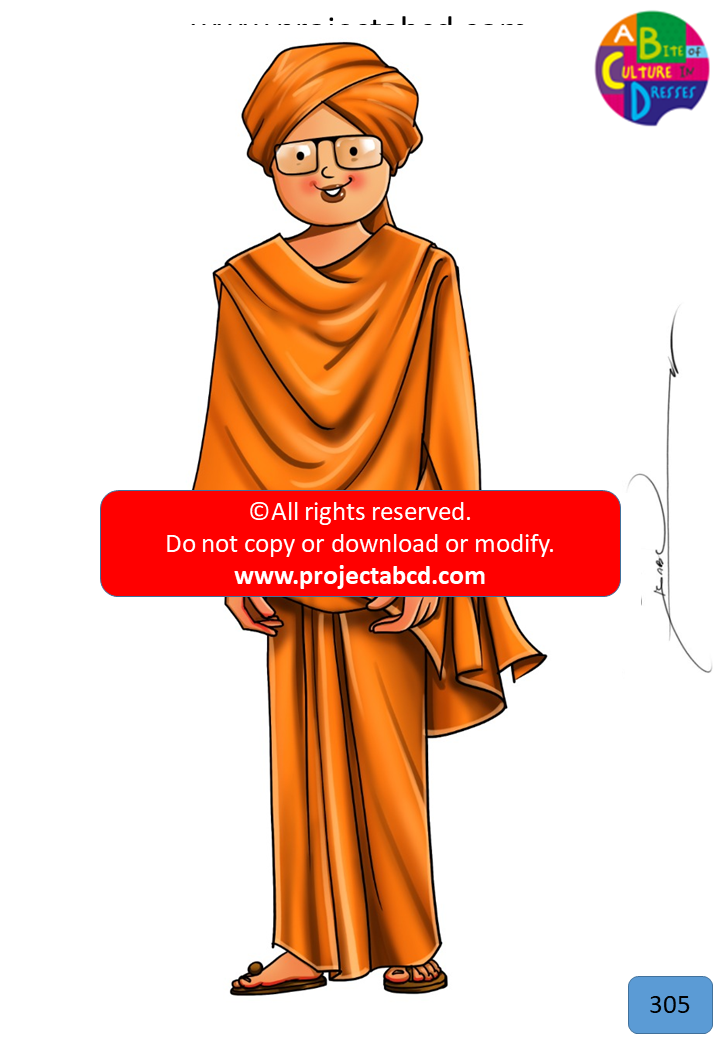 www.projectabcd.com
A BITE OF
CULTURE IN
DRESSES
©All rights reserved.
Do not copy or download or modify.
www.projectabcd.com
305